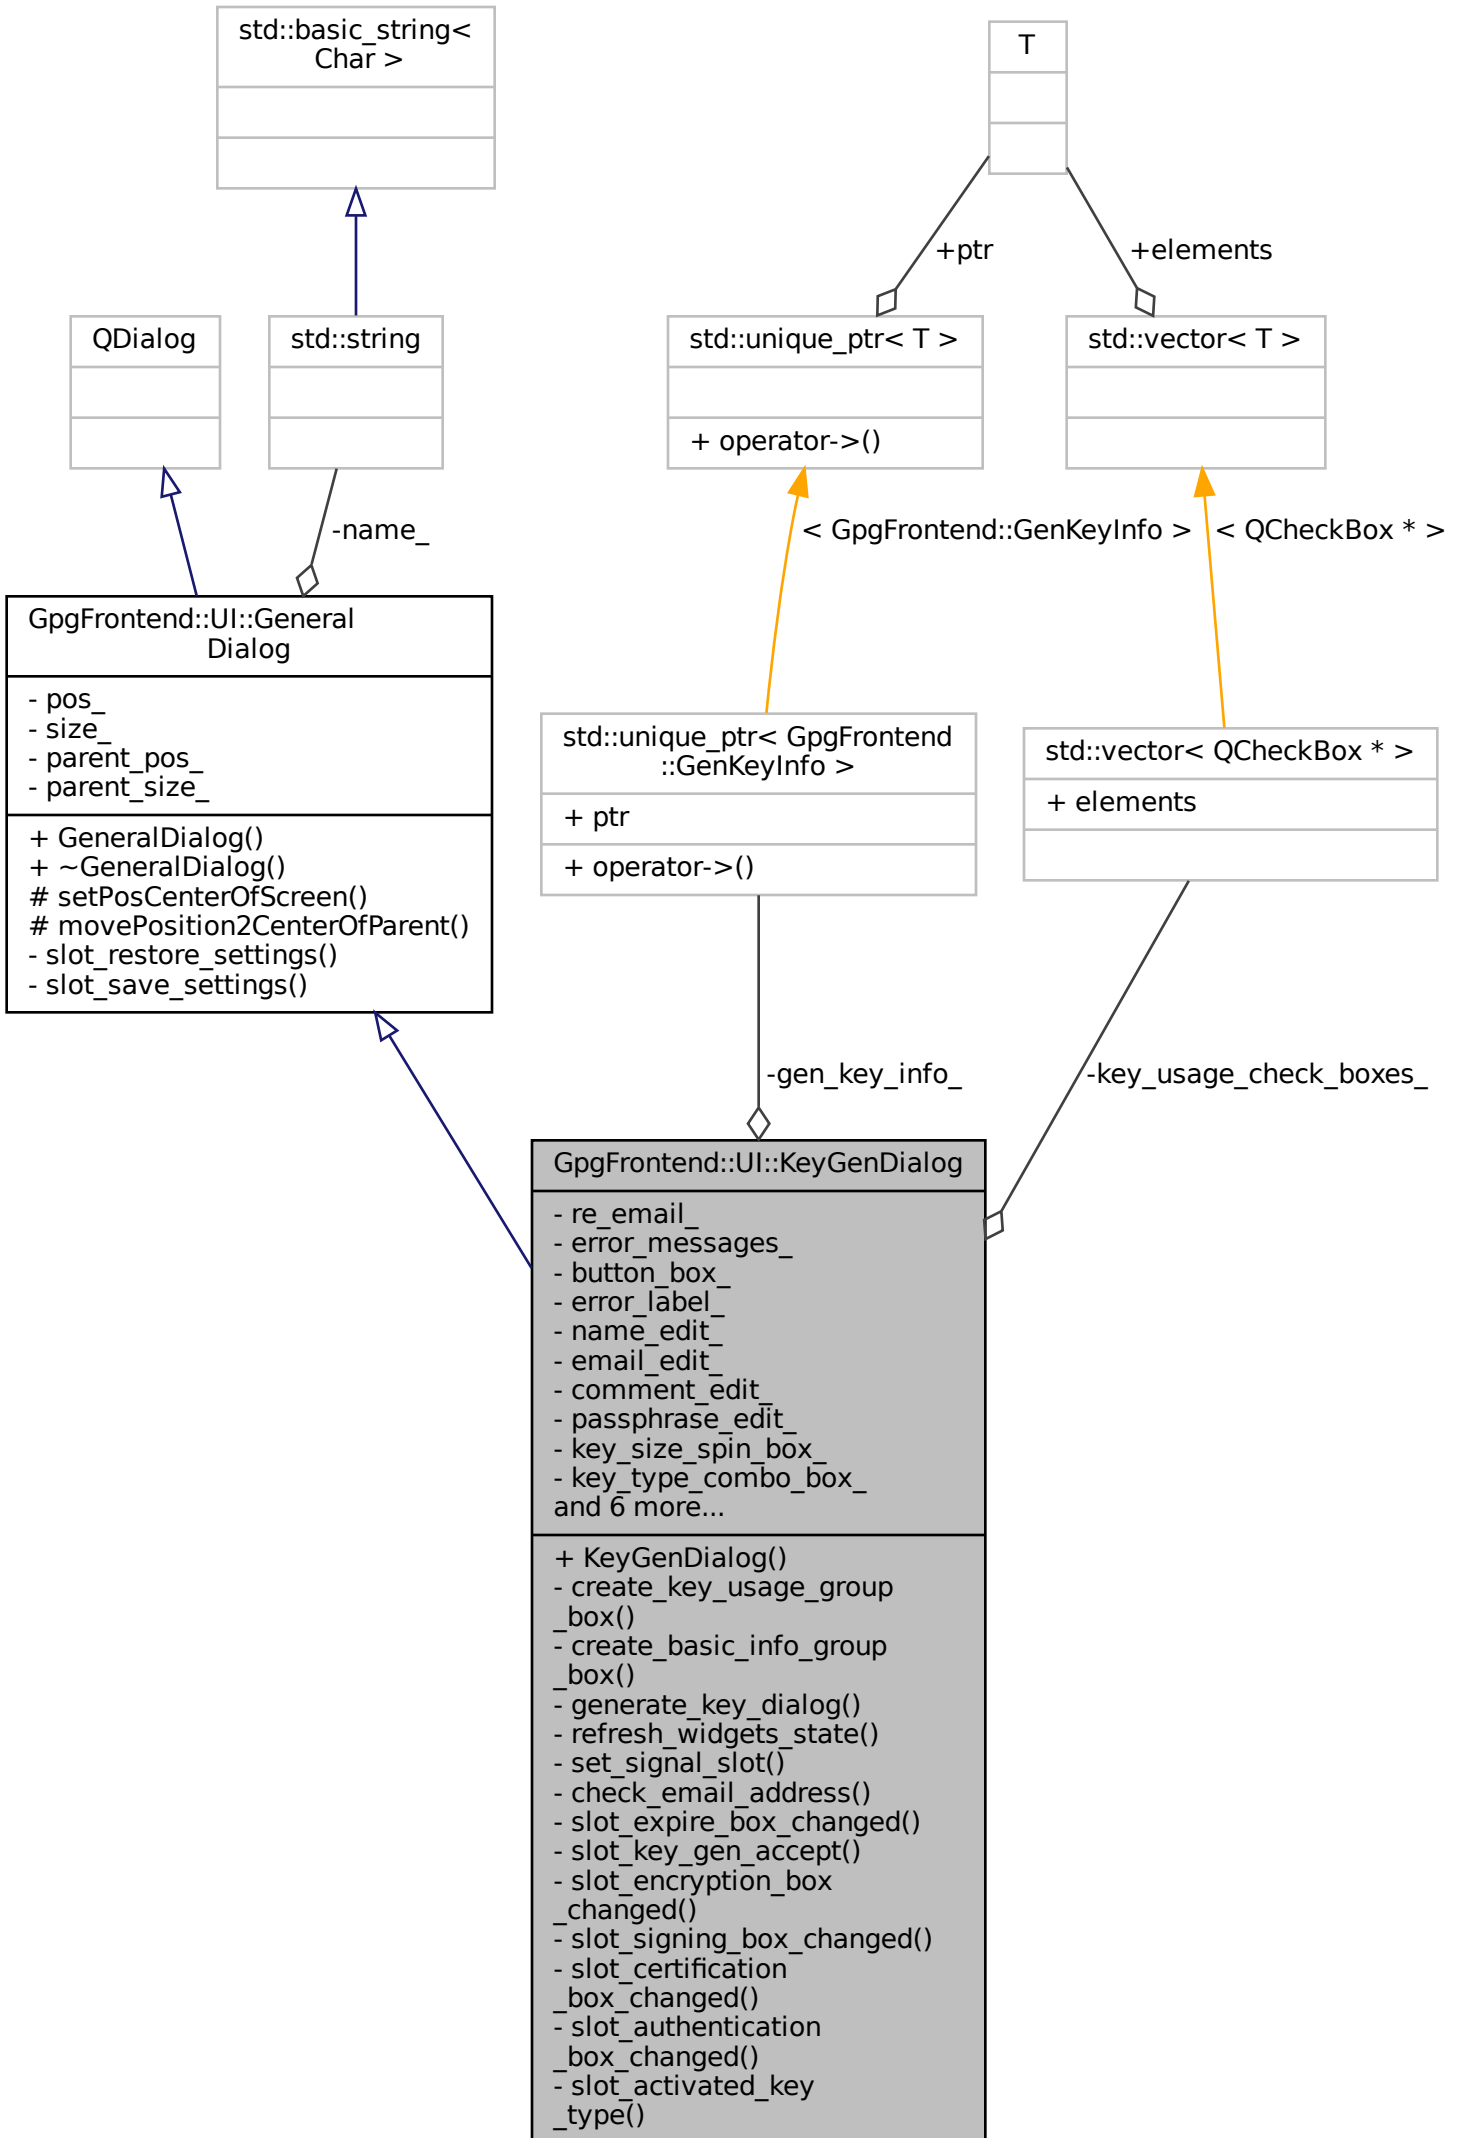 std::basic_string<
Char >
T
+ptr
+elements
QDialog
std::string
std::unique_ptr< T >
+ operator->()
std::vector< T >
-name_
< GpgFrontend::GenKeyInfo >
< QCheckBox * >
GpgFrontend::UI::General
Dialog
- pos_
- size_
- parent_pos_
- parent_size_
+ GeneralDialog()
+ ~GeneralDialog()
# setPosCenterOfScreen()
# movePosition2CenterOfParent()
- slot_restore_settings()
- slot_save_settings()
std::unique_ptr< GpgFrontend
::GenKeyInfo >
+ ptr
+ operator->()
std::vector< QCheckBox * >
+ elements
-gen_key_info_
-key_usage_check_boxes_
GpgFrontend::UI::KeyGenDialog
- re_email_
- error_messages_
- button_box_
- error_label_
- name_edit_
- email_edit_
- comment_edit_
- passphrase_edit_
- key_size_spin_box_
- key_type_combo_box_
and 6 more...
+ KeyGenDialog()
- create_key_usage_group
_box()
- create_basic_info_group
_box()
- generate_key_dialog()
- refresh_widgets_state()
- set_signal_slot()
- check_email_address()
- slot_expire_box_changed()
- slot_key_gen_accept()
- slot_encryption_box
_changed()
- slot_signing_box_changed()
- slot_certification
_box_changed()
- slot_authentication
_box_changed()
- slot_activated_key
_type()